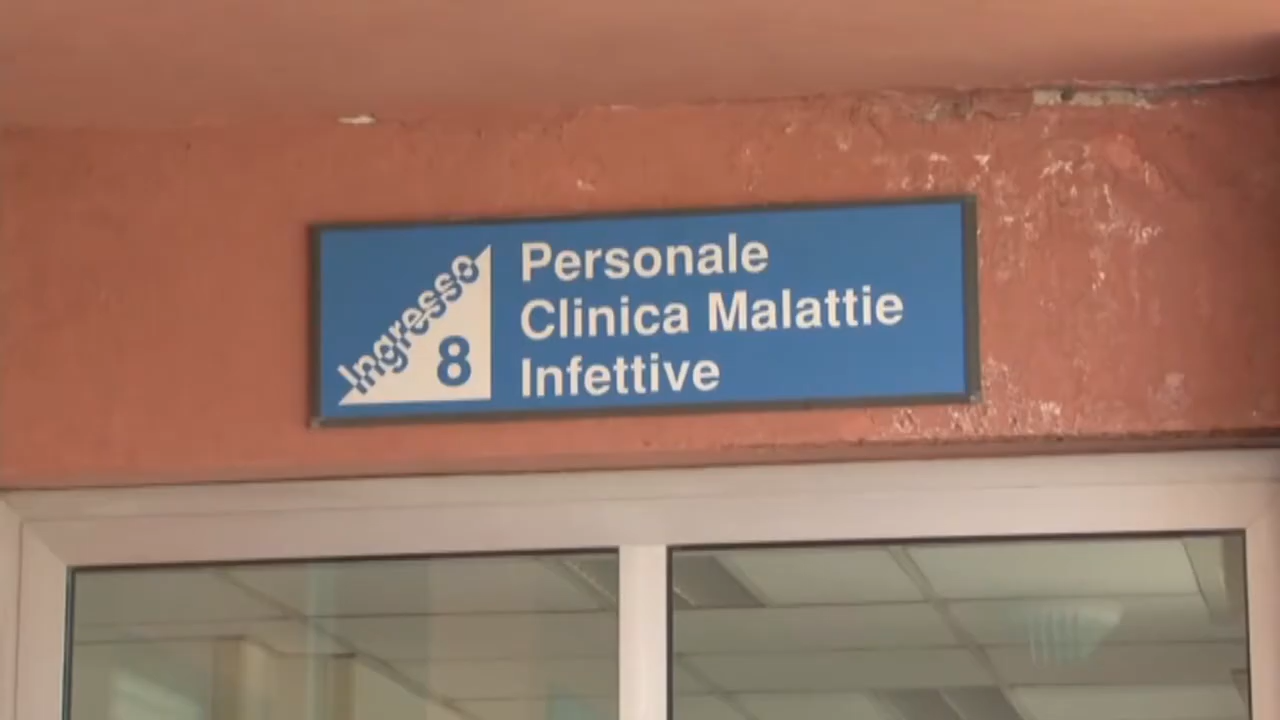 Ingresso
8
Personale
Clinica Malattie
Infettive